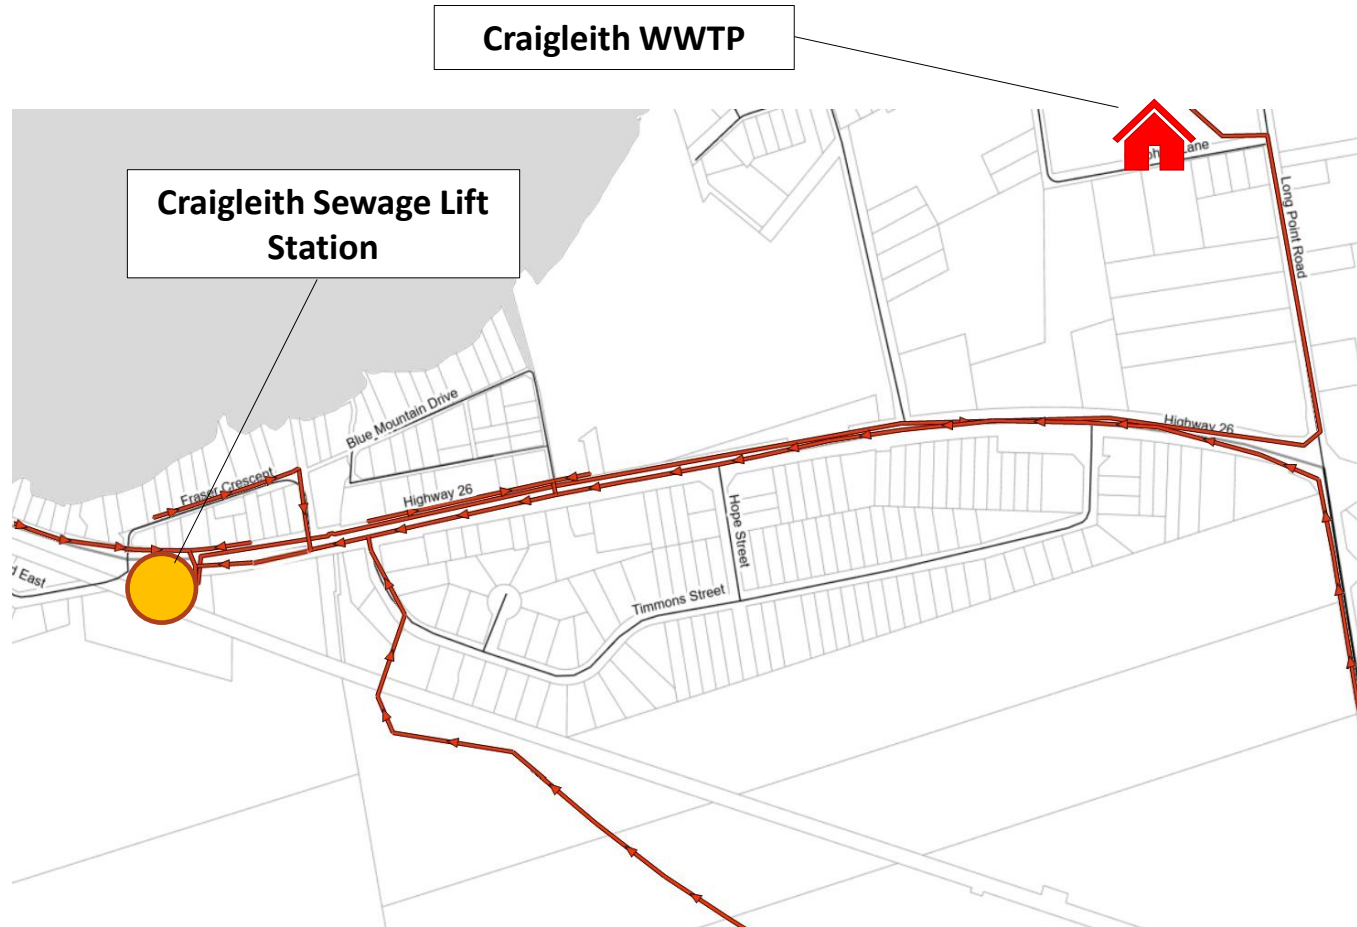 Craigleith WWTP
Craigleith Sewage Lift
Station
Lane
Long Point Road
Blue Mountain Drive
Highway 26
Fraser Crescent
Highway 26
Hope Street
East
Timmons Street